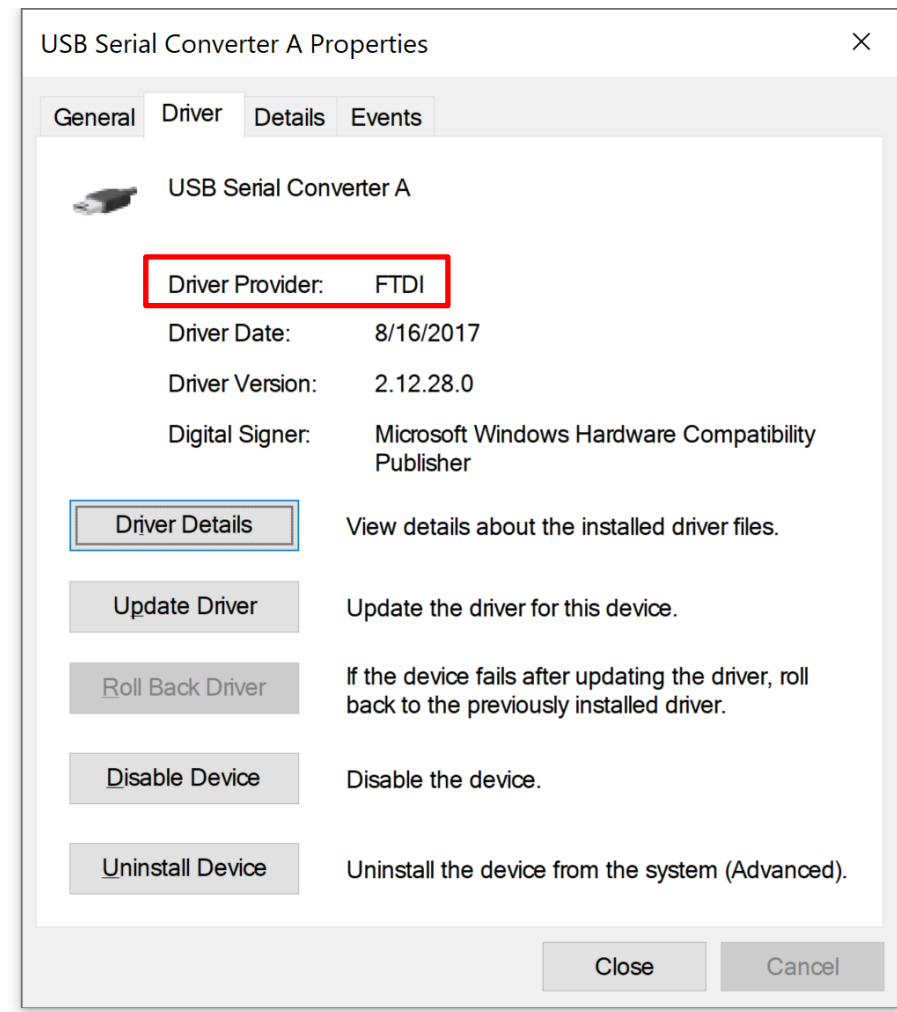 USB Serial Converter A Properties
General Driver Details Events
USB Serial Converter A
Driver Provider: FTDI
Driver Date: 8/16/2017
Driver Version: 2.12.28.0
Digital Signer: Microsoft Windows Hardware Compatibility
Publisher
Driver Details View details about the installed driver files.
Update Driver Update the driver for this device.
Roll Back Driver If the device fails after updating the driver, roll
back to the previously installed driver.
Disable Device Disable the device.
Uninstall Device Uninstall the device from the system (Advanced).
Close Cancel